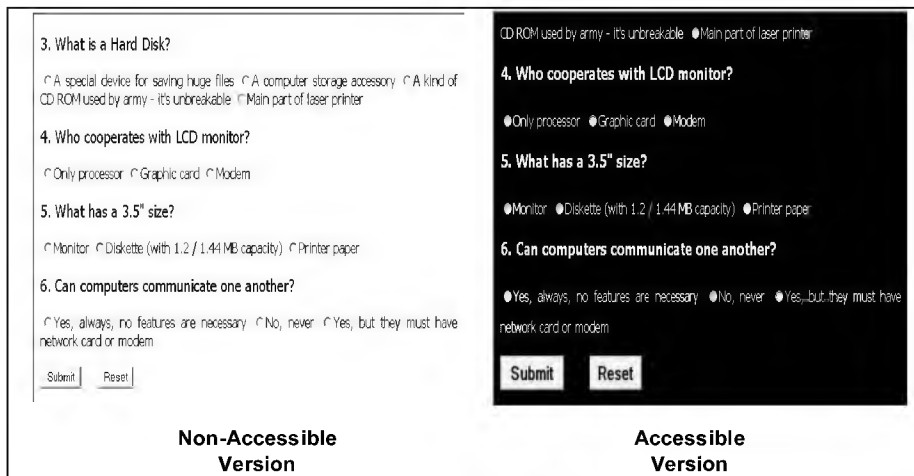 3. What is a Hard Disk?
A special device for saving huge files A computer storage accessory A kind of
CD ROM used by army - it's unbreakable Main part of laser printer
4. Who cooperates with LCD monitor?
Only processor Graphic card Modem
5. What has a 3.5" size?
Monitor Diskette (with 1.2 / 1.44 MB capacity) Printer paper
6. Can computers communicate one another?
Yes, always, no features are necessary No, never Yes, but they must have
network card or modem
Submit Reset
Non-Accessible
Version
CD ROM used by army - it's unbreakable Main part of laser printer
4. Who cooperates with LCD monitor?
Only processor Graphic card Modem
5. What has a 3.5" size?
Monitor Diskette (with 1.2 / 1.44 MB capacity) Printer paper
6. Can computers communicate one another?
Yes, always, no features are necessary No, never Yes, but they must have
network card or modem
Submit Reset
Accessible
Version